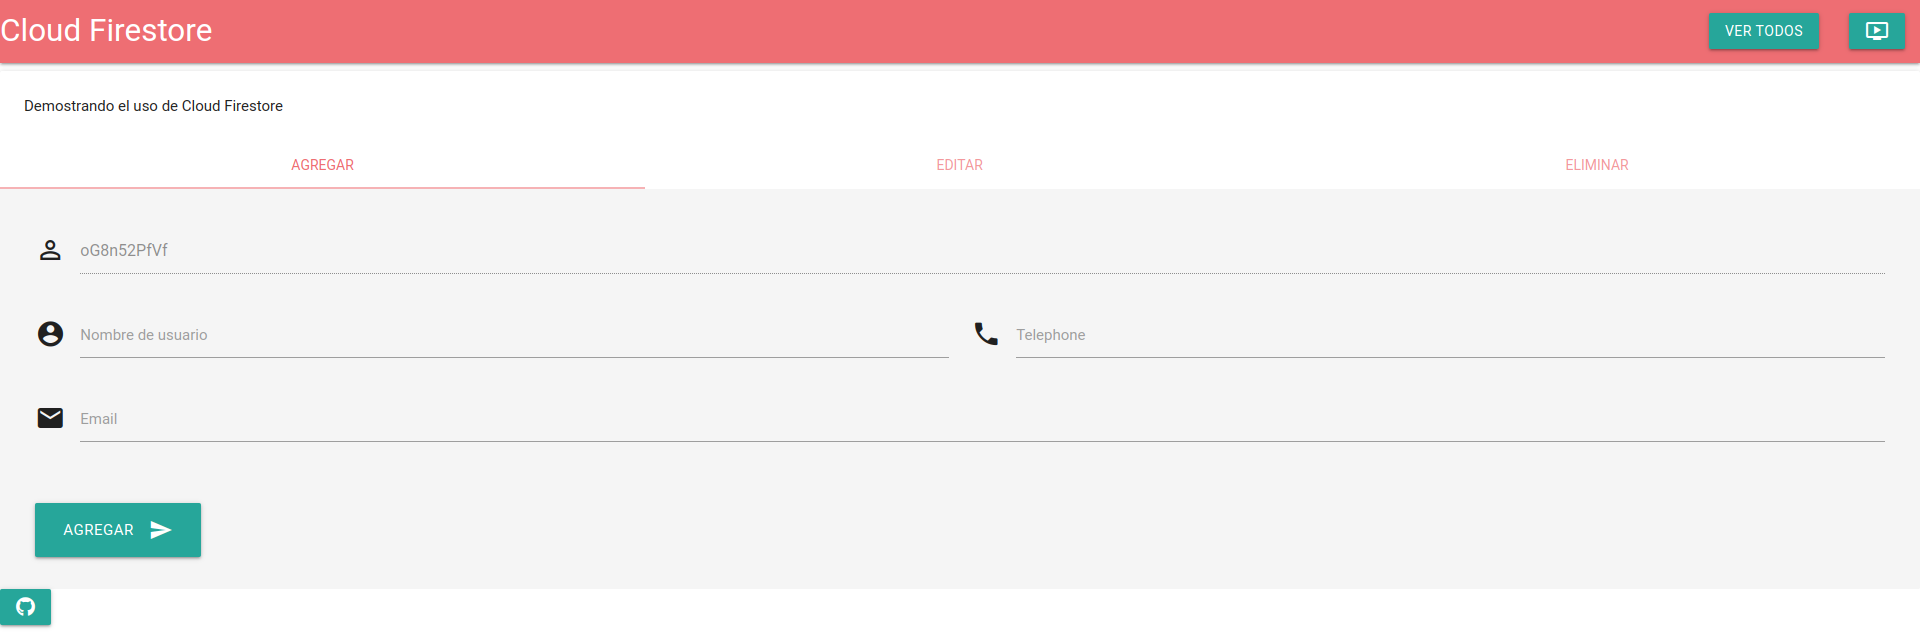 Cloud Firestore
VER TODOS
Demostrando el uso de Cloud Firestore
AGREGAR
EDITAR
ELIMINAR
oG8n52PfVf
Nombre de usuario
Telephone
Email
AGREGAR